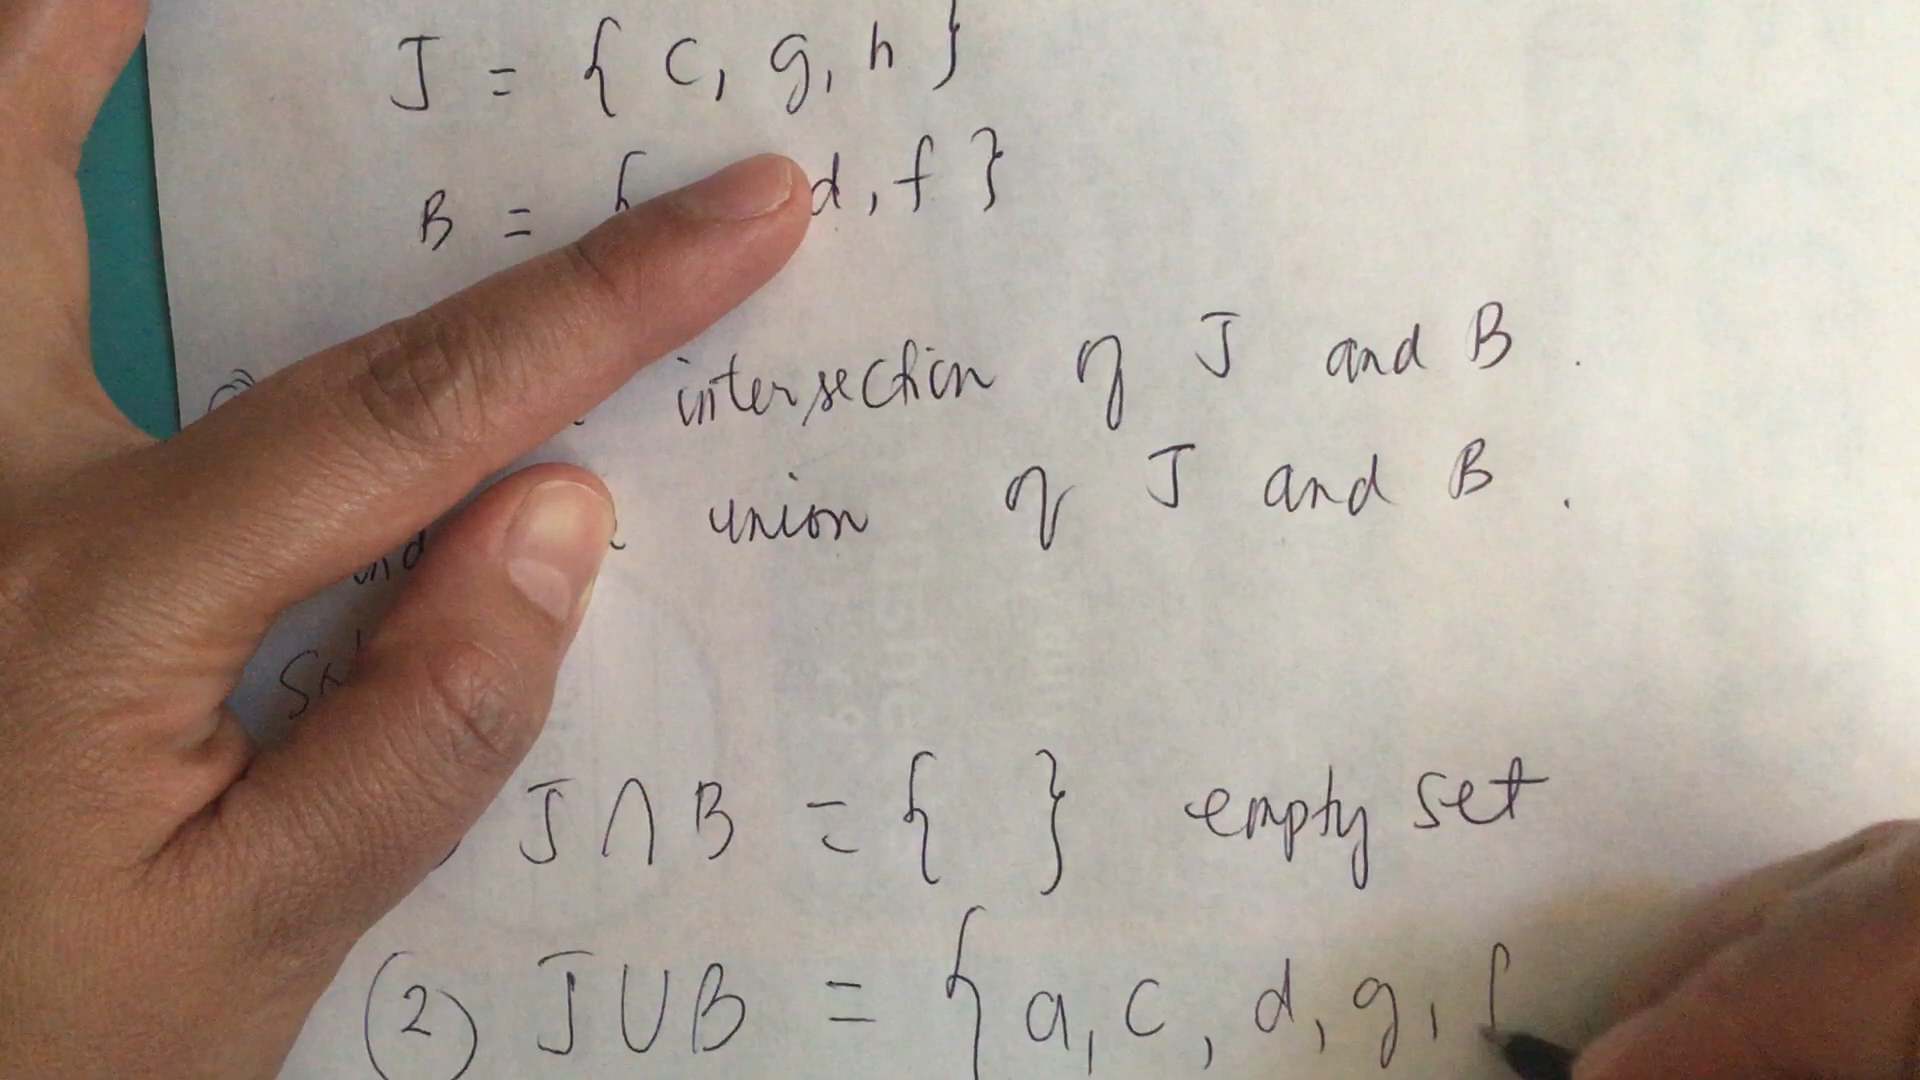 J = { c, g, h }
B = { d, f }
intersection of J and B .
union of J and B .
J ∩ B = { } empty set
(2) J ∪ B = { a, c, d, g, f